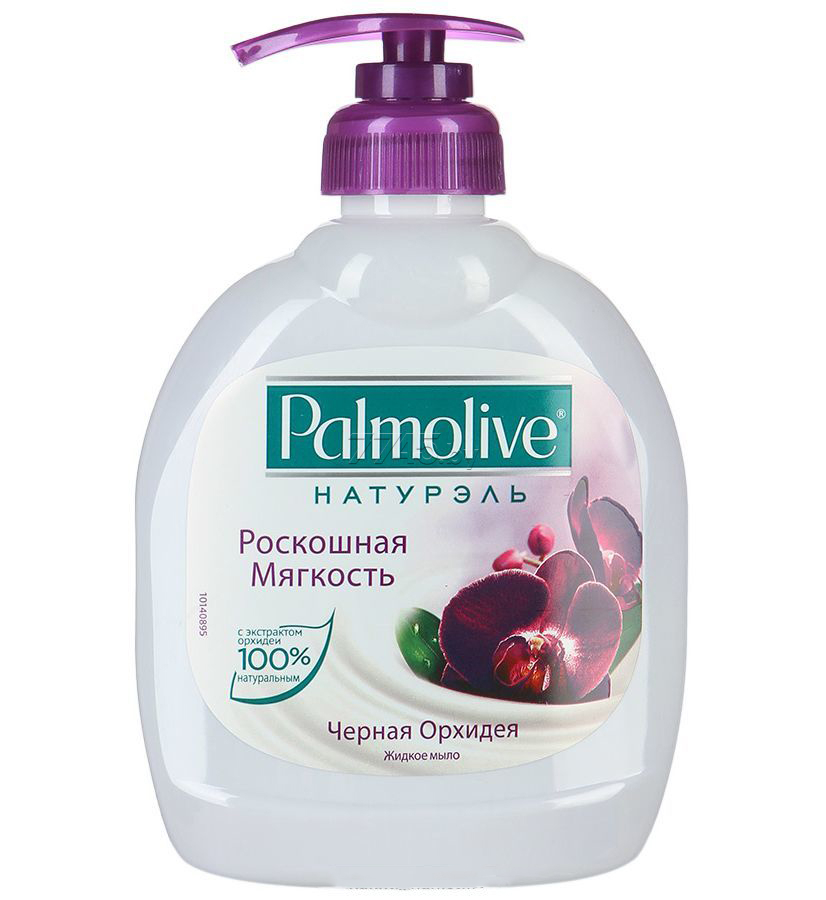 Palmolive®
НАТУРЭЛЬ
Роскошная
Мягкость
с экстрактом
орхидеи
100%
натуральным
10140895
Черная Орхидея
Жидкое мыло